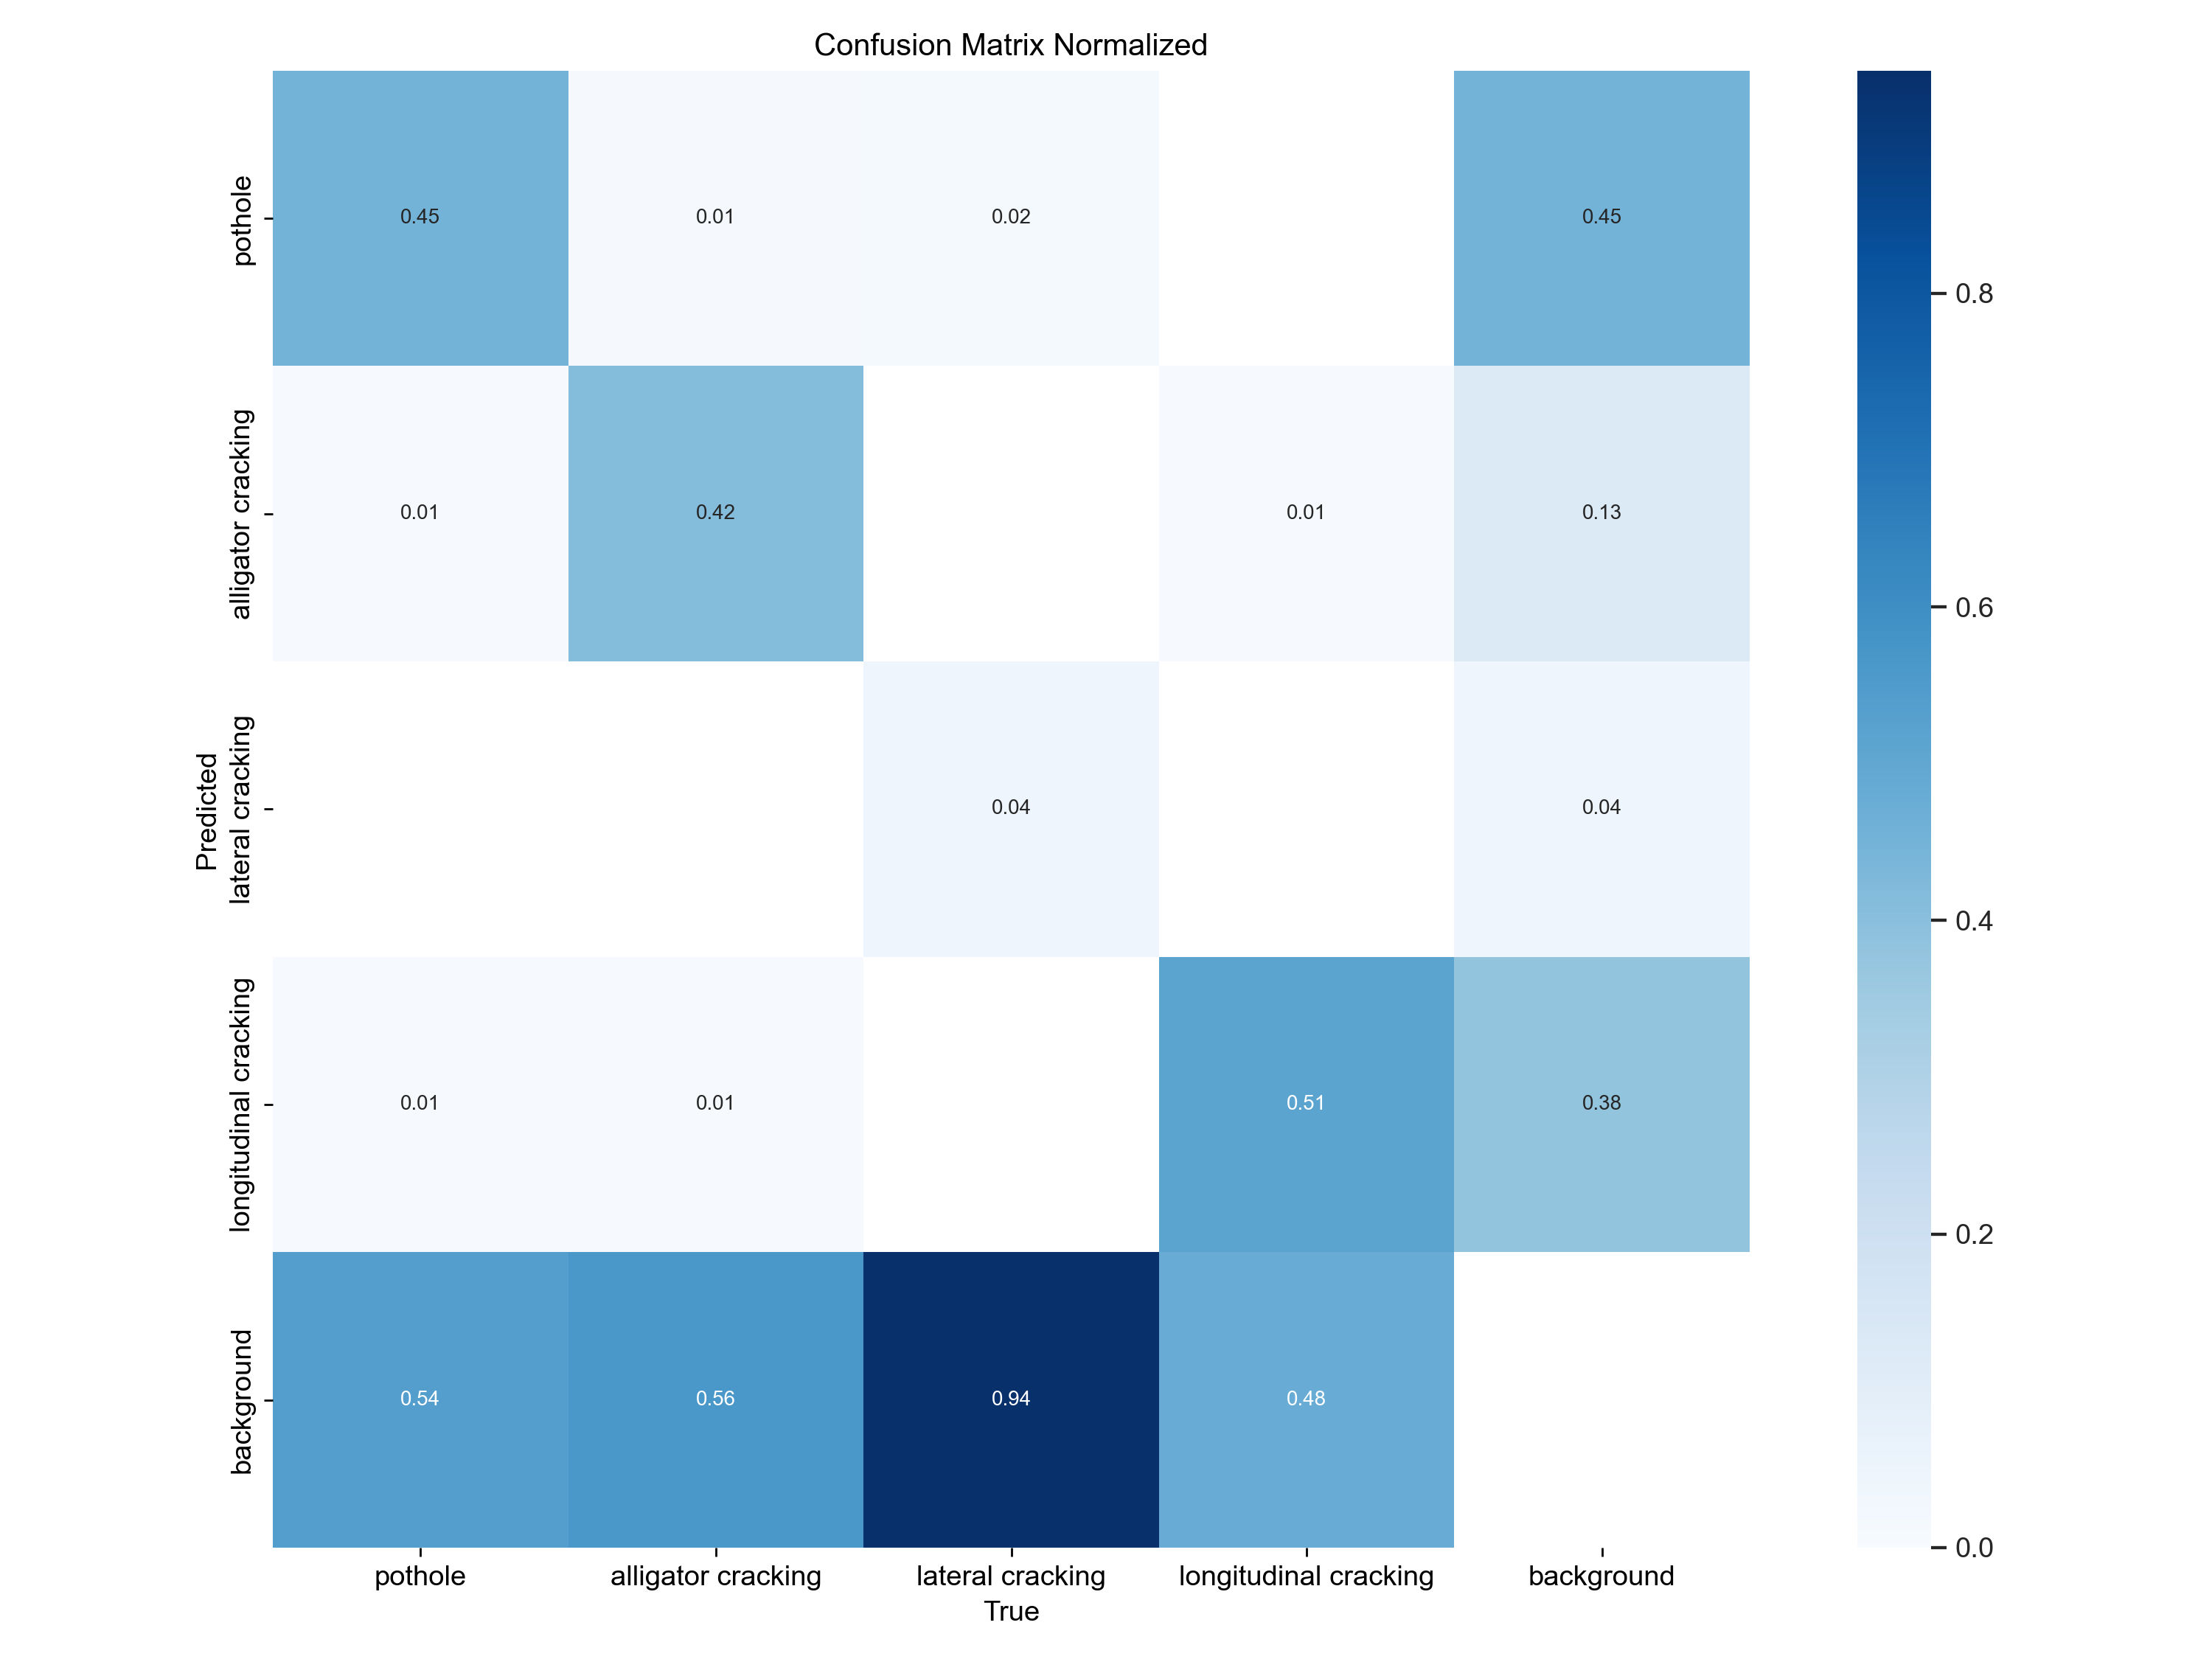 Confusion Matrix Normalized
pothole
0.45
0.01
0.02
0.45
alligator cracking
0.01
0.42
0.01
0.13
Predicted
lateral cracking
0.04
0.04
longitudinal cracking
0.01
0.01
0.51
0.38
background
0.54
0.56
0.94
0.48
pothole
alligator cracking
lateral cracking
longitudinal cracking
background
True
0.8
0.6
0.4
0.2
0.0